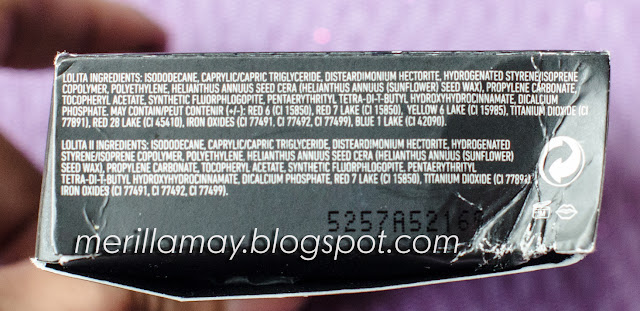 LOLITA INGREDIENTS: ISODODECANE, CAPRYLIC/CAPRIC TRIGLYCERIDE, DISTEARDIMONIUM HECTORITE, HYDROGENATED STYRENE/ISOPRENE
COPOLYMER, POLYETHYLENE, HELIANTHUS ANNUUS SEED CERA (HELIANTHUS ANNUUS (SUNFLOWER) SEED WAX), PROPYLENE CARBONATE,
TOCOPHERYL ACETATE, SYNTHETIC FLUORPHLOGOPITE, PENTAERYTHRITYL TETRA-DI-T-BUTYL HYDROXYHYDROCINNAMATE, DICALCIUM
PHOSPHATE. MAY CONTAIN/PEUT CONTENIR (+/-): RED 6 (CI 15850), RED 7 LAKE (CI 15850), YELLOW 6 LAKE (CI 15985), TITANIUM DIOXIDE (CI
77891), RED 28 LAKE (CI 45410), IRON OXIDES (CI 77491, CI 77492, CI 77499), BLUE 1 LAKE (CI 42090).
LOLITA II INGREDIENTS: ISODODECANE, CAPRYLIC/CAPRIC TRIGLYCERIDE, DISTEARDIMONIUM HECTORITE, HYDROGENATED
STYRENE/ISOPRENE COPOLYMER, POLYETHYLENE, HELIANTHUS ANNUUS SEED CERA (HELIANTHUS ANNUUS (SUNFLOWER)
SEED WAX), PROPYLENE CARBONATE, TOCOPHERYL ACETATE, SYNTHETIC FLUORPHLOGOPITE, PENTAERYTHRITYL
TETRA-DI-T-BUTYL HYDROXYHYDROCINNAMATE, DICALCIUM PHOSPHATE, RED 7 LAKE (CI 15850), TITANIUM DIOXIDE (CI 77891),
IRON OXIDES (CI 77491, CI 77492, CI 77499).
merillamay.blogspot.com